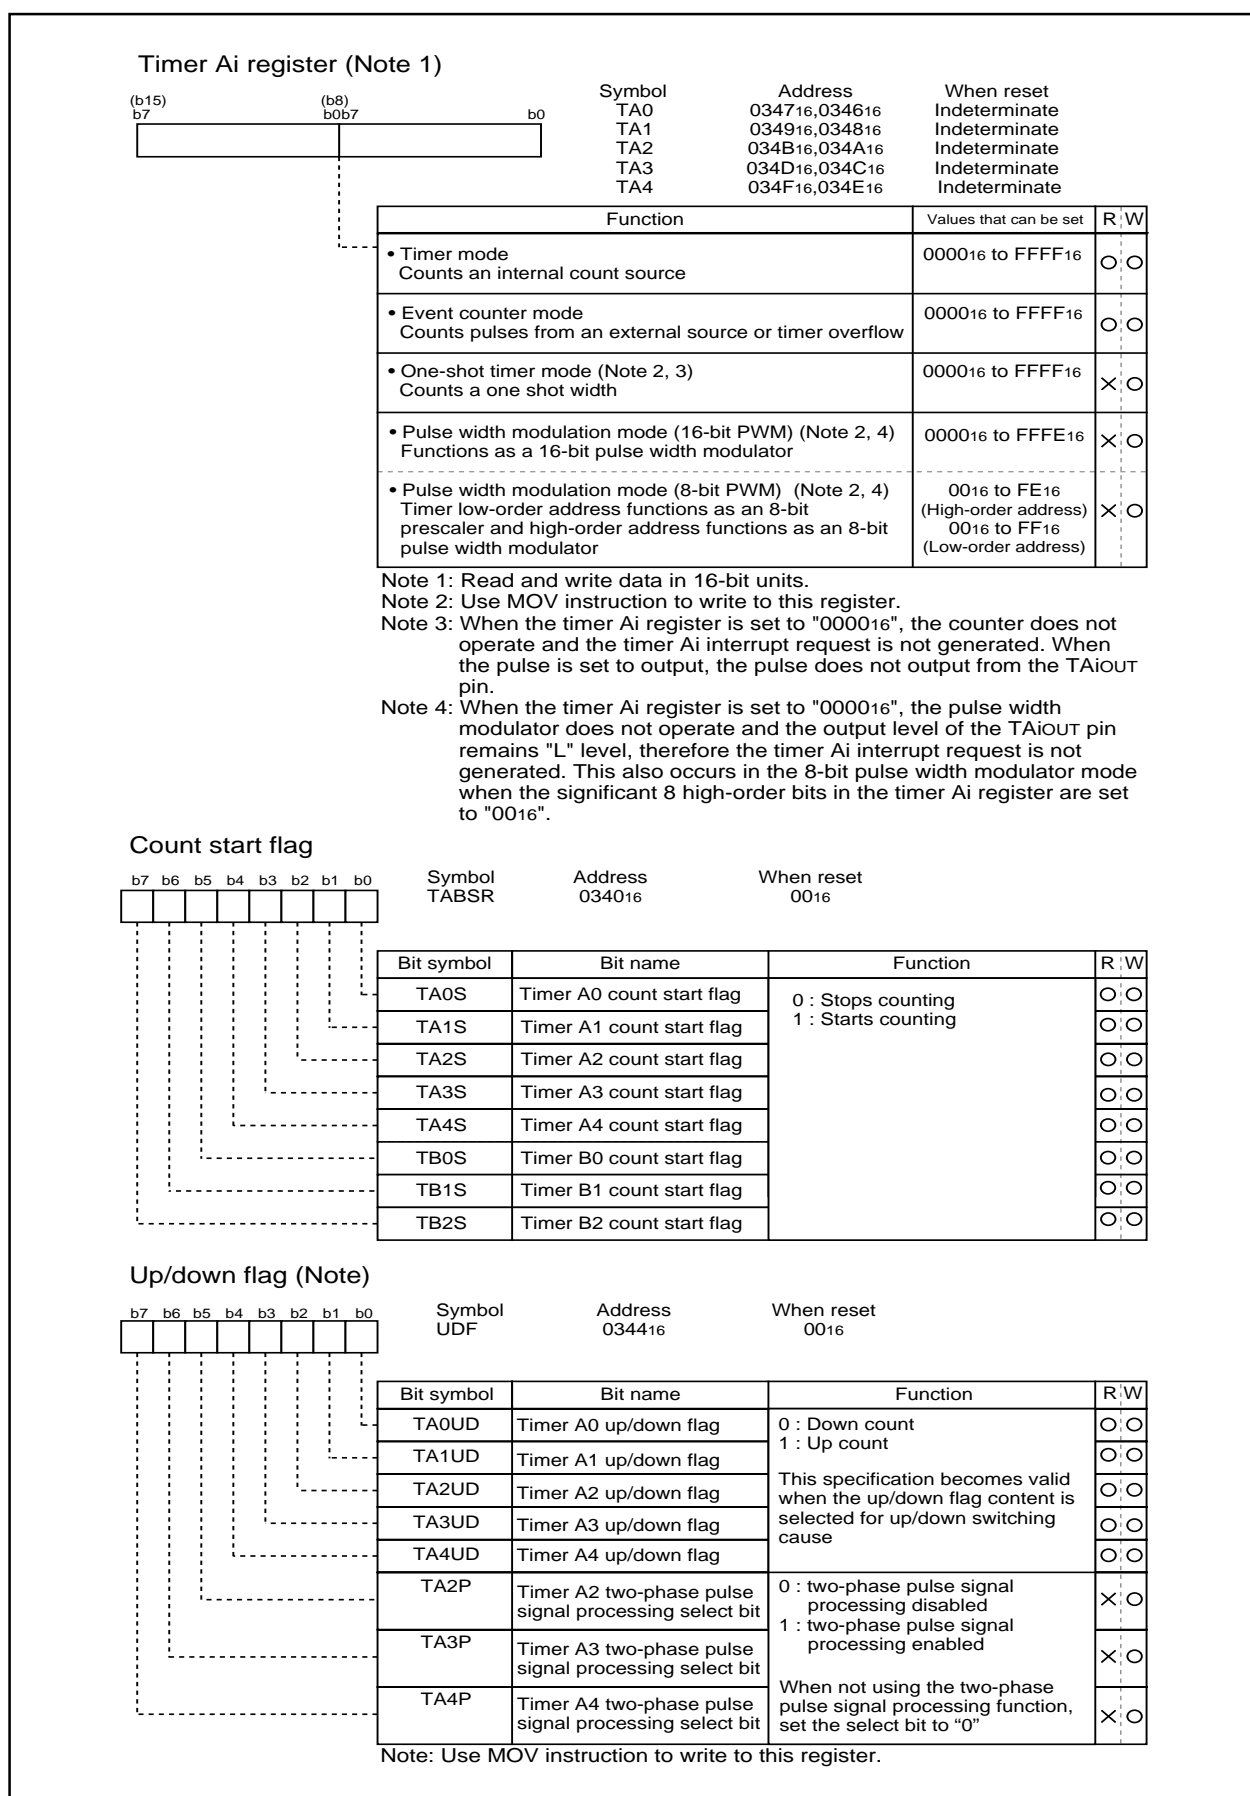 Timer Ai register (Note 1)
(b15) (b8)
b7 b0 b7 b0
Symbol Address When reset
TA0 034716,034616 Indeterminate
TA1 034916,034816 Indeterminate
TA2 034B16,034A16 Indeterminate
TA3 034D16,034C16 Indeterminate
TA4 034F16,034E16 Indeterminate
Function Values that can be set R W
• Timer mode 000016 to FFFF16 O O
Counts an internal count source
• Event counter mode 000016 to FFFF16 O O
Counts pulses from an external source or timer overflow
• One-shot timer mode (Note 2, 3) 000016 to FFFF16 X O
Counts a one shot width
• Pulse width modulation mode (16-bit PWM) (Note 2, 4) 000016 to FFFE16 X O
Functions as a 16-bit pulse width modulator
• Pulse width modulation mode (8-bit PWM) (Note 2, 4) 0016 to FE16
Timer low-order address functions as an 8-bit (High-order address) X O
prescaler and high-order address functions as an 8-bit 0016 to FF16
pulse width modulator (Low-order address)
Note 1: Read and write data in 16-bit units.
Note 2: Use MOV instruction to write to this register.
Note 3: When the timer Ai register is set to "000016", the counter does not
operate and the timer Ai interrupt request is not generated. When
the pulse is set to output, the pulse does not output from the TAiOUT
pin.
Note 4: When the timer Ai register is set to "000016", the pulse width
modulator does not operate and the output level of the TAiOUT pin
remains "L" level, therefore the timer Ai interrupt request is not
generated. This also occurs in the 8-bit pulse width modulator mode
when the significant 8 high-order bits in the timer Ai register are set
to "0016".
Count start flag
b7 b6 b5 b4 b3 b2 b1 b0
Symbol Address When reset
TABSR 034016 0016
Bit symbol Bit name Function R W
TA0S Timer A0 count start flag 0 : Stops counting O O
TA1S Timer A1 count start flag 1 : Starts counting O O
TA2S Timer A2 count start flag O O
TA3S Timer A3 count start flag O O
TA4S Timer A4 count start flag O O
TB0S Timer B0 count start flag O O
TB1S Timer B1 count start flag O O
TB2S Timer B2 count start flag O O
Up/down flag (Note)
b7 b6 b5 b4 b3 b2 b1 b0
Symbol Address When reset
UDF 034416 0016
Bit symbol Bit name Function R W
TA0UD Timer A0 up/down flag 0 : Down count O O
1 : Up count
TA1UD Timer A1 up/down flag O O
This specification becomes valid
TA2UD Timer A2 up/down flag when the up/down flag content is O O
TA3UD Timer A3 up/down flag selected for up/down switching O O
cause
TA4UD Timer A4 up/down flag O O
TA2P Timer A2 two-phase pulse 0 : two-phase pulse signal X O
signal processing select bit processing disabled
1 : two-phase pulse signal
TA3P Timer A3 two-phase pulse processing enabled X O
signal processing select bit
When not using the two-phase
TA4P Timer A4 two-phase pulse pulse signal processing function, X O
signal processing select bit set the select bit to “0”
Note: Use MOV instruction to write to this register.